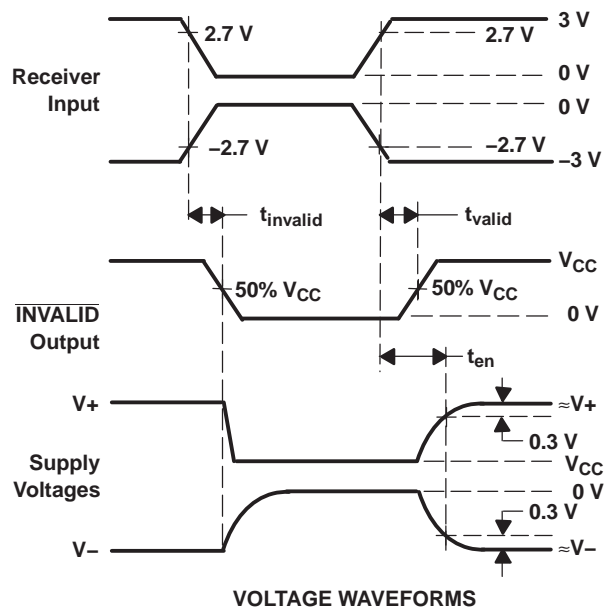 2.7 V
2.7 V
3 V
Receiver
Input
0 V
0 V
–2.7 V
–2.7 V
–3 V
tinvalid
tvalid
INVALID
Output
50% VCC
50% VCC
VCC
0 V
ten
V+
≈V+
0.3 V
Supply
Voltages
VCC
0 V
0.3 V
V–
≈V–
VOLTAGE WAVEFORMS